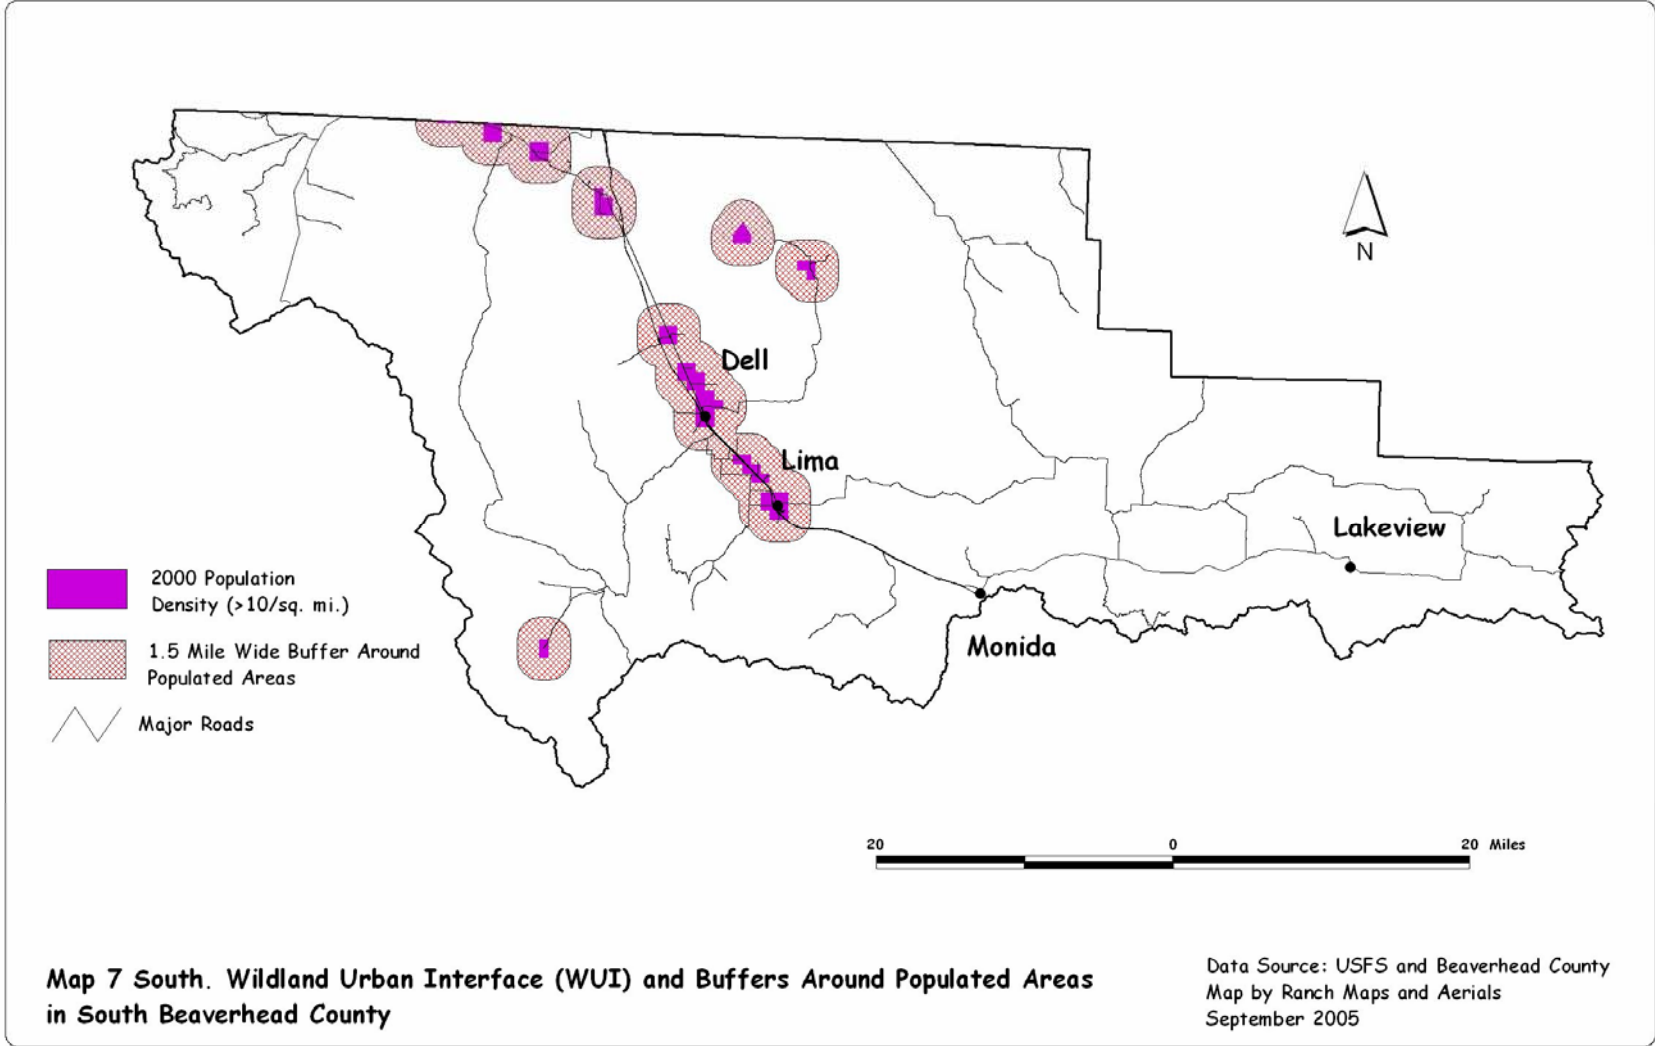 N
Dell
Lima
Lakeview
Monida
2000 Population
Density (>10/sq. mi.)
1.5 Mile Wide Buffer Around
Populated Areas
Major Roads
20 0 20 Miles
Map 7 South. Wildland Urban Interface (WUI) and Buffers Around Populated Areas
in South Beaverhead County
Data Source: USFS and Beaverhead County
Map by Ranch Maps and Aerials
September 2005